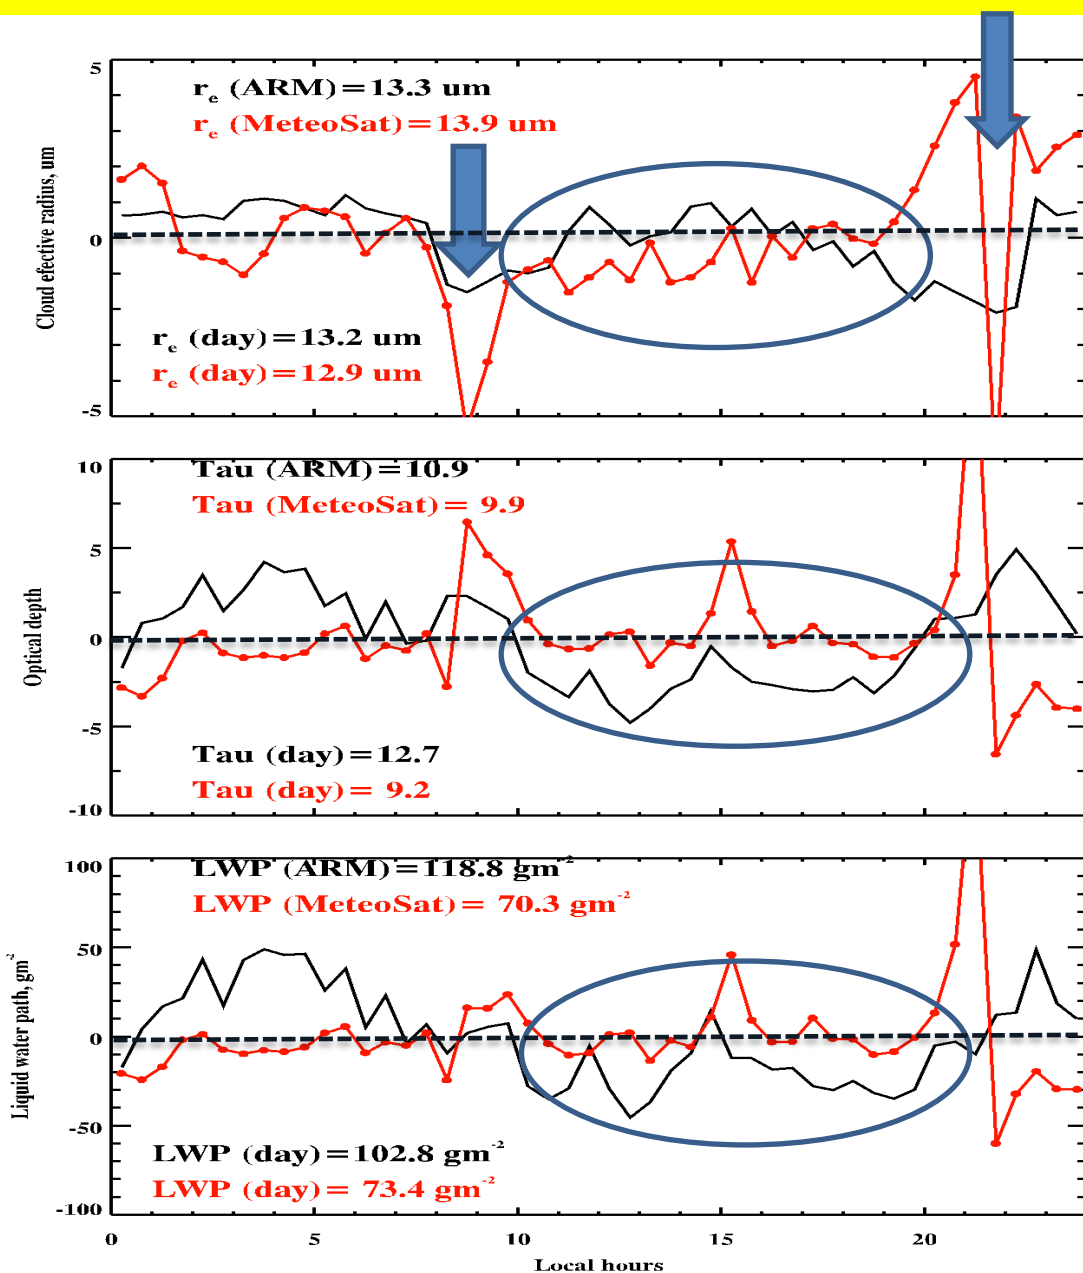 5
r_e (ARM)=13.3 um
r_e (MeteoSat)=13.9 um
Cloud efective radius, um
0
r_e (day)=13.2 um
r_e (day)=12.9 um
-5
10
Tau (ARM)=10.9
Tau (MeteoSat)= 9.9
5
Optical depth
0
-5
Tau (day)=12.7
Tau (day)= 9.2
-10
100
LWP (ARM)=118.8 gm^-2
LWP (MeteoSat)= 70.3 gm^-2
50
Liquid water path, gm^-2
0
-50
LWP (day)=102.8 gm^-2
LWP (day)= 73.4 gm^-2
-100
0 5 10 15 20
Local hours